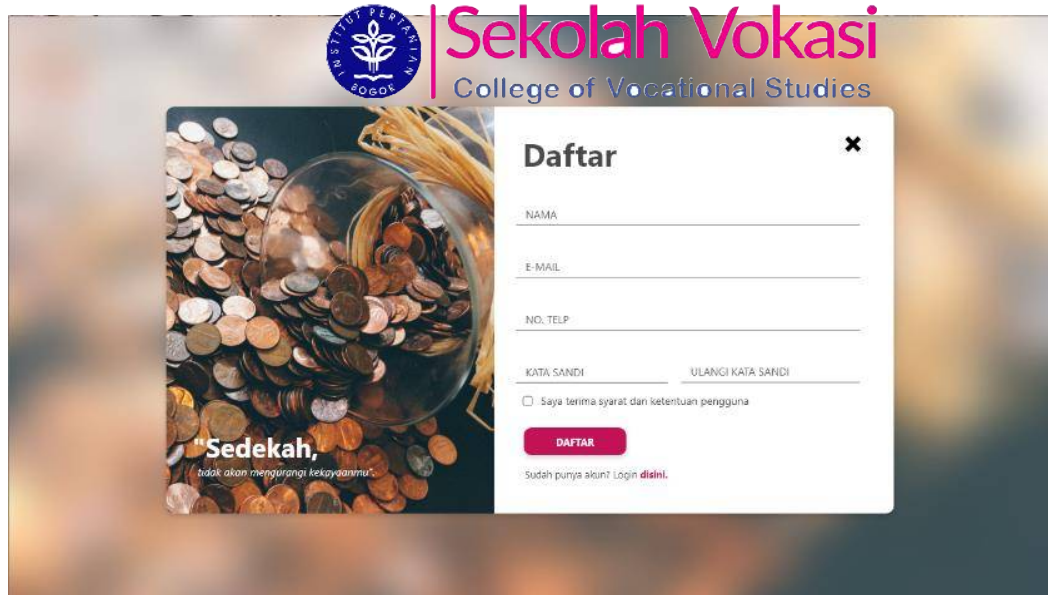 INSTITUT PERTANIAN
BOGOR
Sekolah Vokasi
College of Vocational Studies
"Sedekah,
tidak akan mengurangi kekayaanmu".
Daftar
NAMA
E-MAIL
NO. TELP
KATA SANDI
ULANGI KATA SANDI
Saya terima syarat dan ketentuan pengguna
DAFTAR
Sudah punya akun? Login disini.